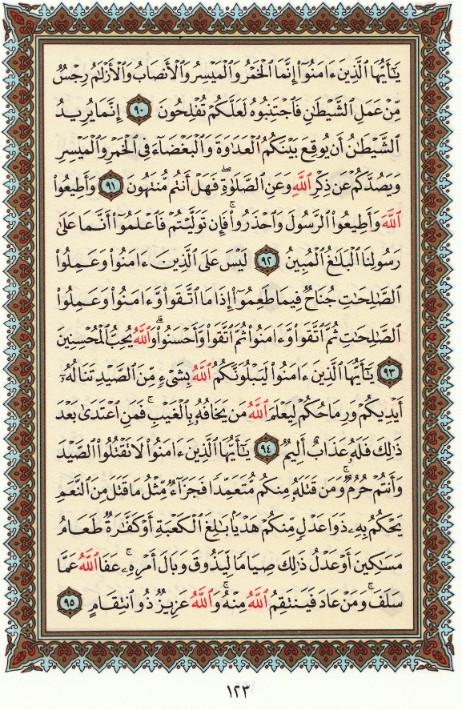 يَٰٓأَيُّهَا ٱلَّذِينَ ءَامَنُوٓا۟ إِنَّمَا ٱلْخَمْرُ وَٱلْمَيْسِرُ وَٱلْأَنصَابُ وَٱلْأَزْلَٰمُ رِجْسٌ
مِّنْ عَمَلِ ٱلشَّيْطَٰنِ فَٱجْتَنِبُوهُ لَعَلَّكُمْ تُفْلِحُونَ ٩٠ إِنَّمَا يُرِيدُ
ٱلشَّيْطَٰنُ أَن يُوقِعَ بَيْنَكُمُ ٱلْعَدَٰوَةَ وَٱلْبَغْضَآءَ فِى ٱلْخَمْرِ وَٱلْمَيْسِرِ
وَيَصُدَّكُمْ عَن ذِكْرِ ٱللَّهِ وَعَنِ ٱلصَّلَوٰةِ ۖ فَهَلْ أَنتُم مُّنتَهُونَ ٩١ وَأَطِيعُوا۟
ٱللَّهَ وَأَطِيعُوا۟ ٱلرَّسُولَ وَٱحْذَرُوا۟ ۚ فَإِن تَوَلَّيْتُمْ فَٱعْلَمُوٓا۟ أَنَّمَا عَلَىٰ
رَسُولِنَا ٱلْبَلَٰغُ ٱلْمُبِينُ ٩٢ لَيْسَ عَلَى ٱلَّذِينَ ءَامَنُوا۟ وَعَمِلُوا۟
ٱلصَّٰلِحَٰتِ جُنَاحٌ فِيمَا طَعِمُوٓا۟ إِذَا مَا ٱتَّقَوا۟ وَّءَامَنُوا۟ وَعَمِلُوا۟
ٱلصَّٰلِحَٰتِ ثُمَّ ٱتَّقَوا۟ وَّءَامَنُوا۟ ثُمَّ ٱتَّقَوا۟ وَّأَحْسَنُوا۟ ۗ وَٱللَّهُ يُحِبُّ ٱلْمُحْسِنِينَ
٩٣ يَٰٓأَيُّهَا ٱلَّذِينَ ءَامَنُوا۟ لَيَبْلُوَنَّكُمُ ٱللَّهُ بِشَىْءٍ مِّنَ ٱلصَّيْدِ تَنَالُهُۥٓ
أَيْدِيكُمْ وَرِمَاحُكُمْ لِيَعْلَمَ ٱللَّهُ مَن يَخَافُهُۥ بِٱلْغَيْبِ ۚ فَمَنِ ٱعْتَدَىٰ بَعْدَ
ذَٰلِكَ فَلَهُۥ عَذَابٌ أَلِيمٌ ٩٤ يَٰٓأَيُّهَا ٱلَّذِينَ ءَامَنُوا۟ لَا تَقْتُلُوا۟ ٱلصَّيْدَ
وَأَنتُمْ حُرُمٌ ۚ وَمَن قَتَلَهُۥ مِنكُم مُّتَعَمِّدًا فَجَزَآءٌ مِّثْلُ مَا قَتَلَ مِنَ ٱلنَّعَمِ
يَحْكُمُ بِهِۦ ذَوَا عَدْلٍ مِّنكُمْ هَدْيًۢا بَٰلِغَ ٱلْكَعْبَةِ أَوْ كَفَّٰرَةٌ طَعَامُ
مَسَٰكِينَ أَوْ عَدْلُ ذَٰلِكَ صِيَامًا لِّيَذُوقَ وَبَالَ أَمْرِهِۦ ۗ عَفَا ٱللَّهُ عَمَّا
سَلَفَ ۚ وَمَنْ عَادَ فَيَنتَقِمُ ٱللَّهُ مِنْهُ ۗ وَٱللَّهُ عَزِيزٌ ذُو ٱنتِقَامٍ ٩٥
١٢٣